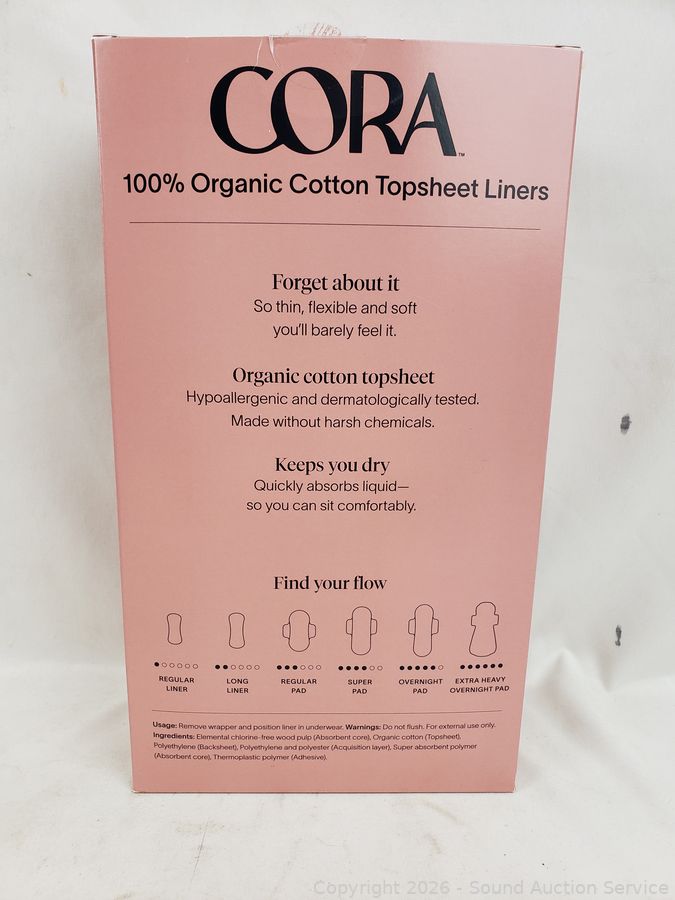 CORA™
100% Organic Cotton Topsheet Liners
Forget about it
So thin, flexible and soft
you'll barely feel it.
Organic cotton topsheet
Hypoallergenic and dermatologically tested.
Made without harsh chemicals.
Keeps you dry
Quickly absorbs liquid—
so you can sit comfortably.
Find your flow
REGULAR LINER
LONG LINER
REGULAR PAD
SUPER PAD
OVERNIGHT PAD
EXTRA HEAVY OVERNIGHT PAD
Usage: Remove wrapper and position liner in underwear. Warnings: Do not flush. For external use only.
Ingredients: Elemental chlorine-free wood pulp (Absorbent core), Organic cotton (Topsheet),
Polyethylene (Backsheet), Polyethylene and polyester (Acquisition layer), Super absorbent polymer
(Absorbent core), Thermoplastic polymer (Adhesive).
Copyright 2026 - Sound Auction Service